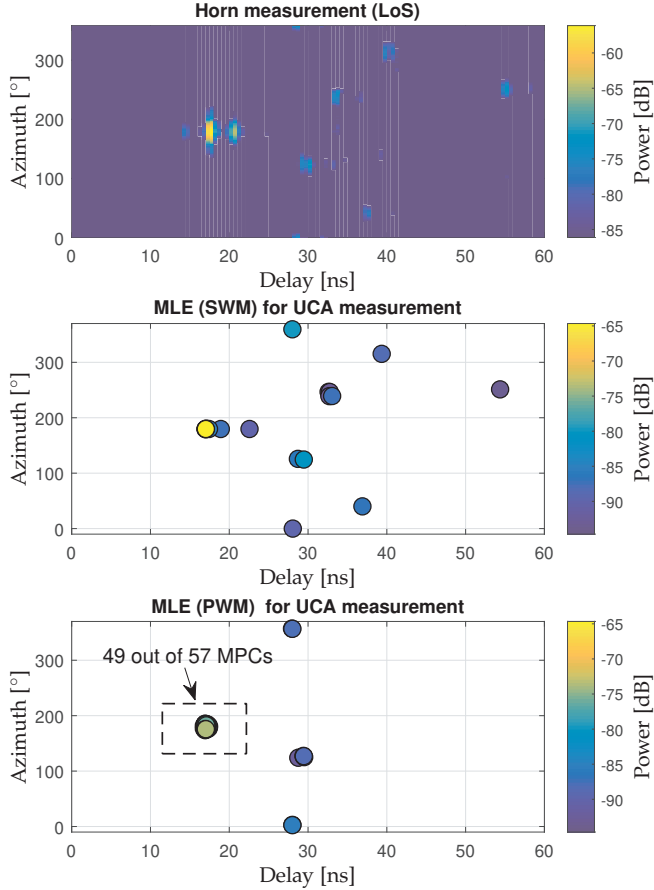 Horn measurement (LoS)
Azimuth [°]
300
200
100
0
0 10 20 30 40 50 60
Delay [ns]
-60
-65
-70
-75
-80
-85
Power [dB]
MLE (SWM) for UCA measurement
Azimuth [°]
300
200
100
0
0 10 20 30 40 50 60
Delay [ns]
-65
-70
-75
-80
-85
-90
Power [dB]
MLE (PWM) for UCA measurement
49 out of 57 MPCs
Azimuth [°]
300
200
100
0
0 10 20 30 40 50 60
Delay [ns]
-65
-70
-75
-80
-85
-90
Power [dB]